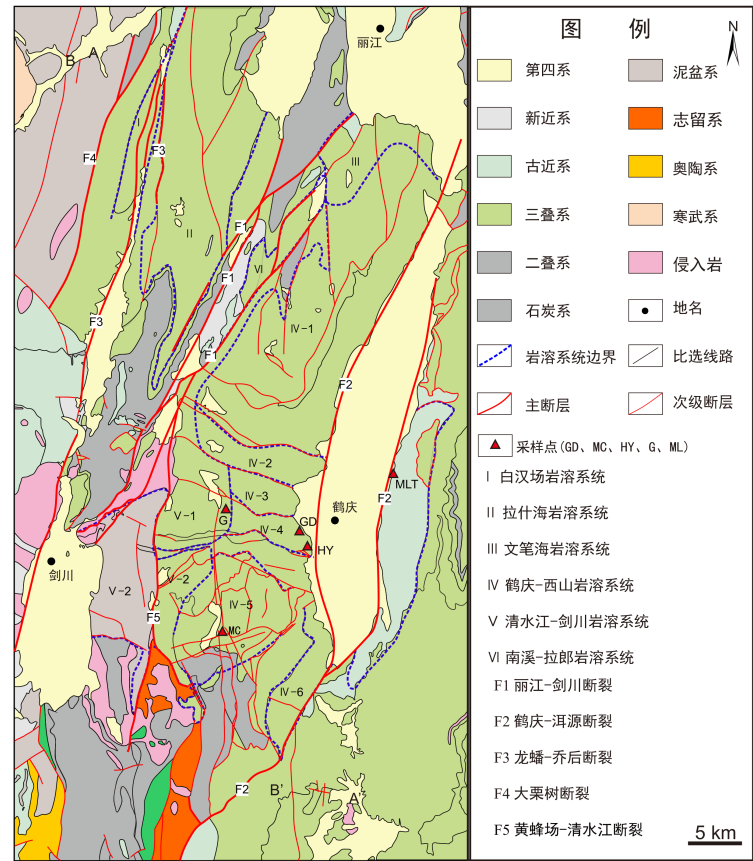 B A
丽江
F4
F3
I
II
III
F1
F1
VI
F3
F1
IV-1
F2
IV-2
IV-3
MLT
F2
V-1
G
IV-4
GD
鹤庆
HY
剑川
V-2
V-2
F5
IV-5
MC
IV-6
F2
B'
A'
图 例
N
第四系
泥盆系
新近系
志留系
古近系
奥陶系
三叠系
寒武系
二叠系
侵入岩
石炭系
地名
岩溶系统边界
比选线路
主断层
次级断层
采样点(GD、MC、HY、G、ML)
Ⅰ 白汉场岩溶系统
Ⅱ 拉什海岩溶系统
Ⅲ 文笔海岩溶系统
Ⅳ 鹤庆-西山岩溶系统
Ⅴ 清水江-剑川岩溶系统
Ⅵ 南溪-拉郎岩溶系统
F1 丽江-剑川断裂
F2 鹤庆-洱源断裂
F3 龙蟠-乔后断裂
F4 大栗树断裂
F5 黄蜂场-清水江断裂
5 km